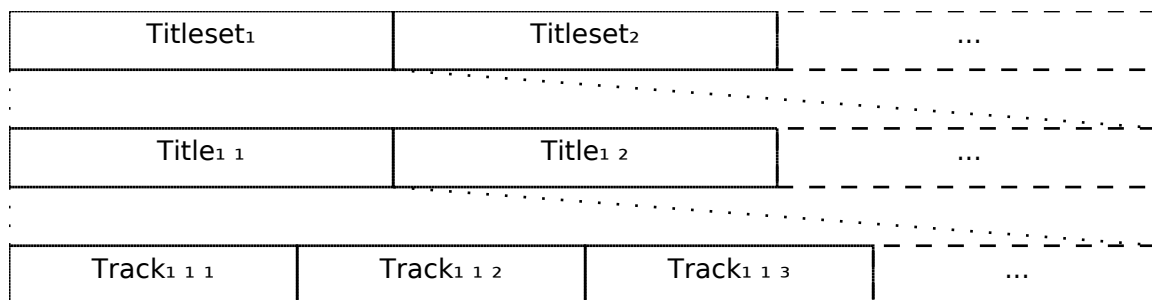 Titleset₁ Titleset₂ ...
Title₁ ₁ Title₁ ₂ ...
Track₁ ₁ ₁ Track₁ ₁ ₂ Track₁ ₁ ₃ ...